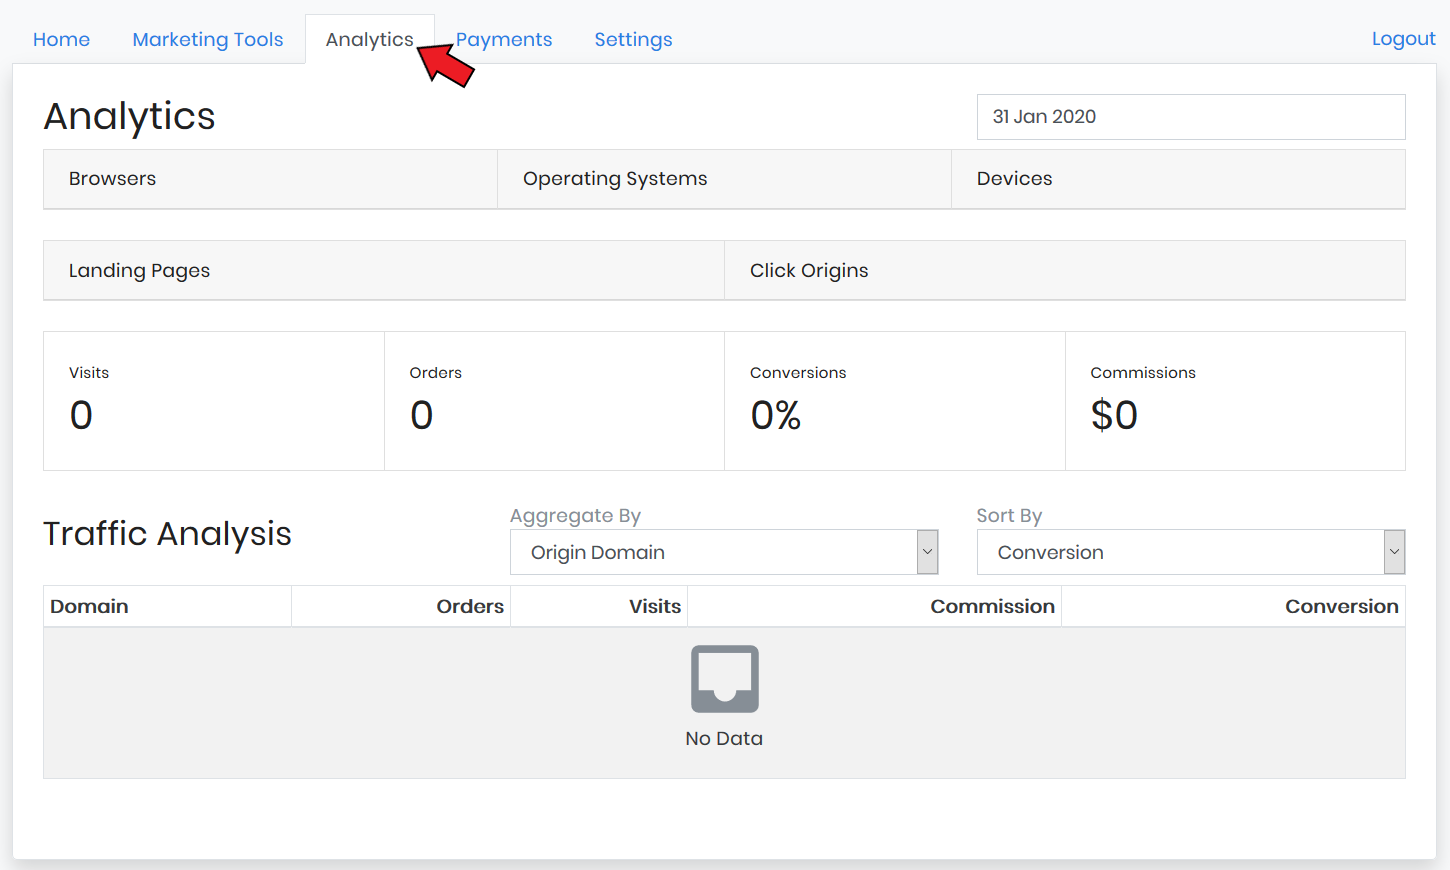 Home Marketing Tools Analytics Payments Settings Logout
Analytics 31 Jan 2020
Browsers Operating Systems Devices
Landing Pages Click Origins
Visits Orders Conversions Commissions
0 0 0% $0
Aggregate By Sort By
Traffic Analysis Origin Domain Conversion
Domain Orders Visits Commission Conversion
No Data